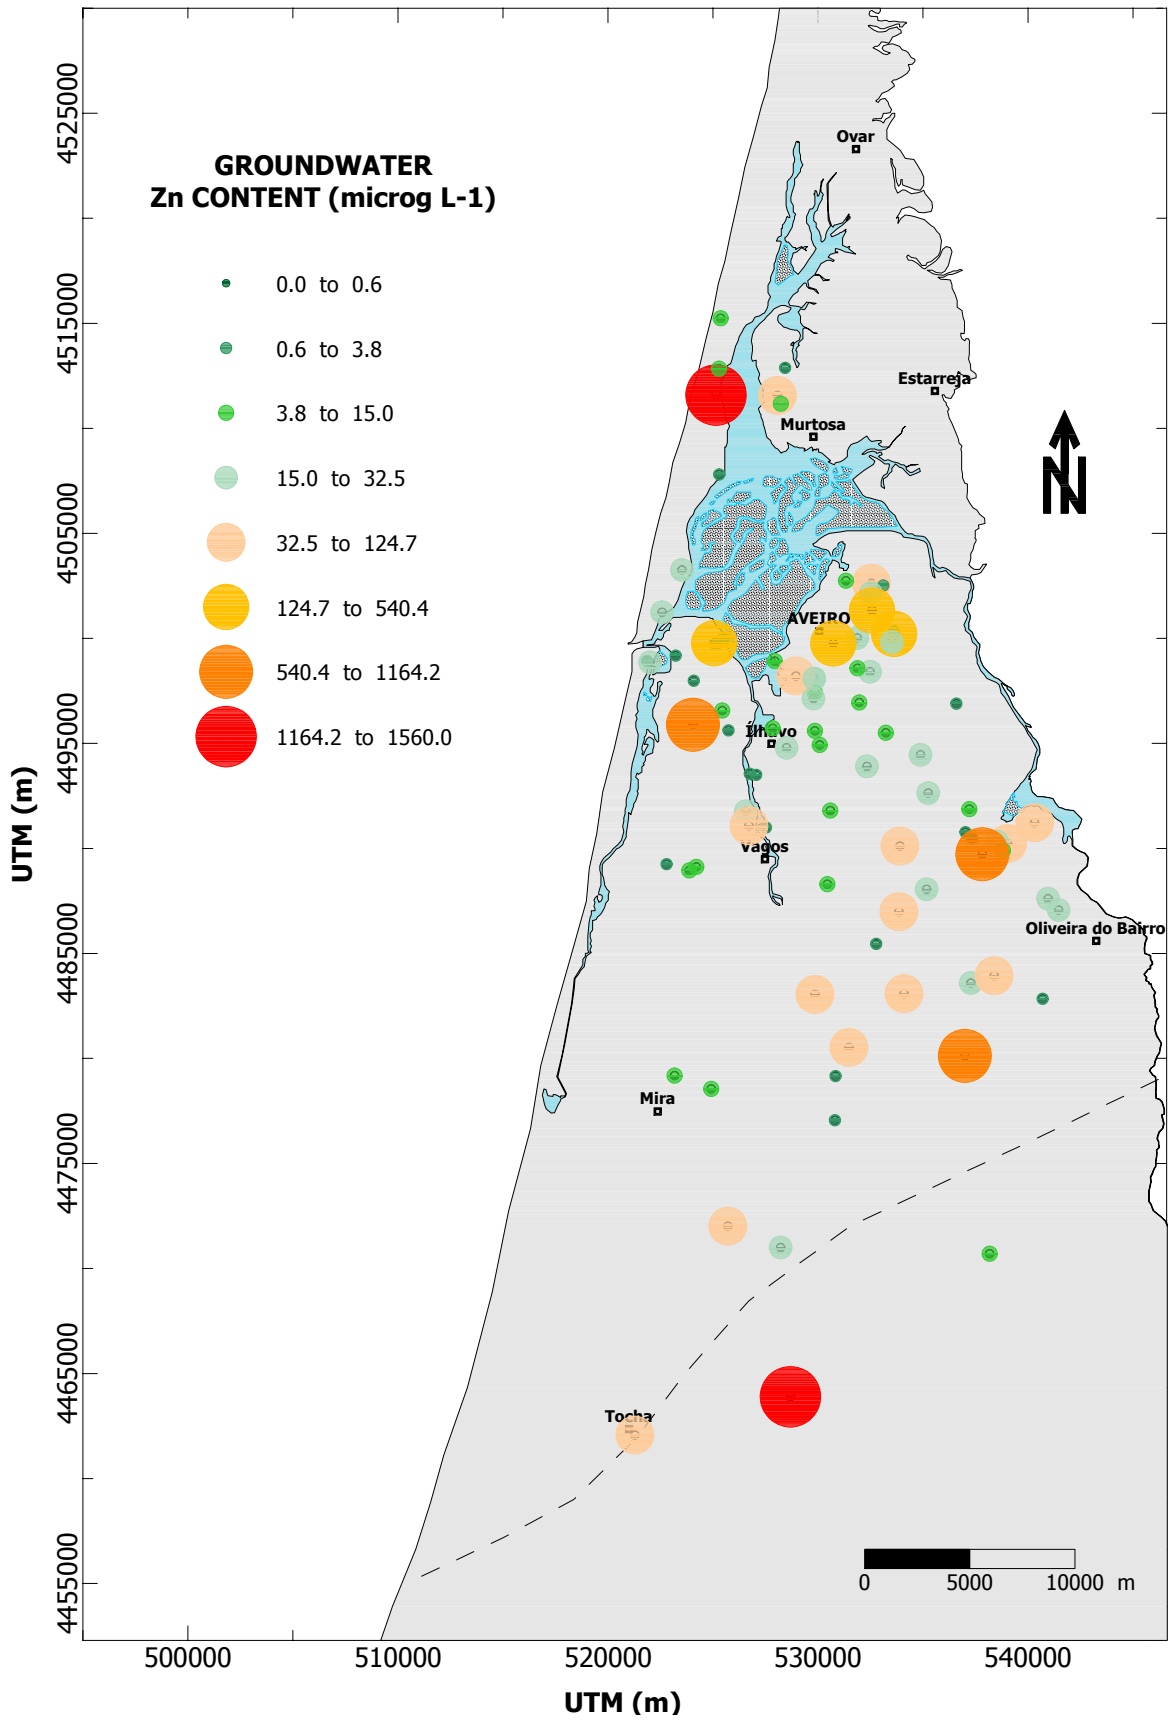 GROUNDWATER
Zn CONTENT (microg L-1)
0.0 to 0.6
0.6 to 3.8
3.8 to 15.0
15.0 to 32.5
32.5 to 124.7
124.7 to 540.4
540.4 to 1164.2
1164.2 to 1560.0
Ovar
Estarreja
Murtosa
N
AVEIRO
Ílhavo
Vagos
Oliveira do Bairro
Mira
Tocha
0 5000 10000 m
4525000
4515000
4505000
4495000
4485000
4475000
4465000
4455000
UTM (m)
500000 510000 520000 530000 540000
UTM (m)